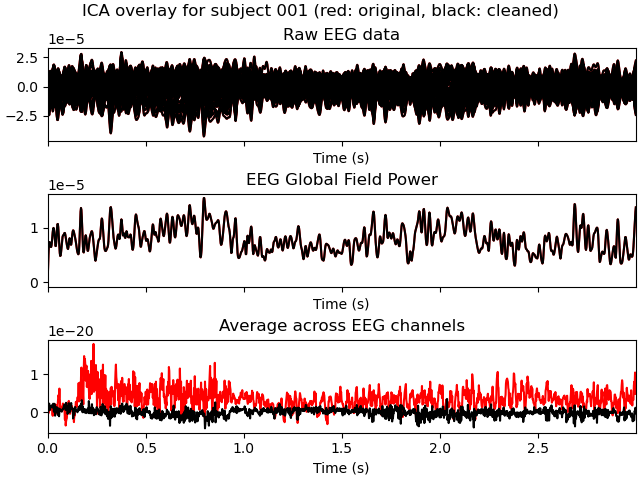 ICA overlay for subject 001 (red: original, black: cleaned)
Raw EEG data
1e−5
2.5
0.0
−2.5
Time (s)
EEG Global Field Power
1e−5
1
0
Time (s)
Average across EEG channels
1e−20
1
0
0.0 0.5 1.0 1.5 2.0 2.5
Time (s)